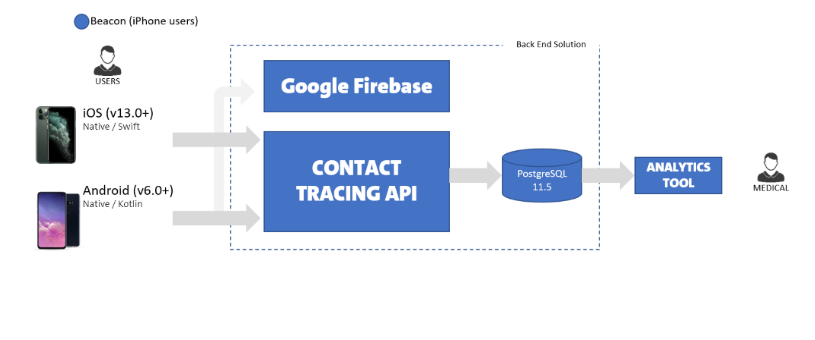 Beacon (iPhone users)
Back End Solution
USERS
Google Firebase
iOS (v13.0+)
Native / Swift
CONTACT
TRACING API
PostgreSQL
11.5
ANALYTICS
TOOL
MEDICAL
Android (v6.0+)
Native / Kotlin